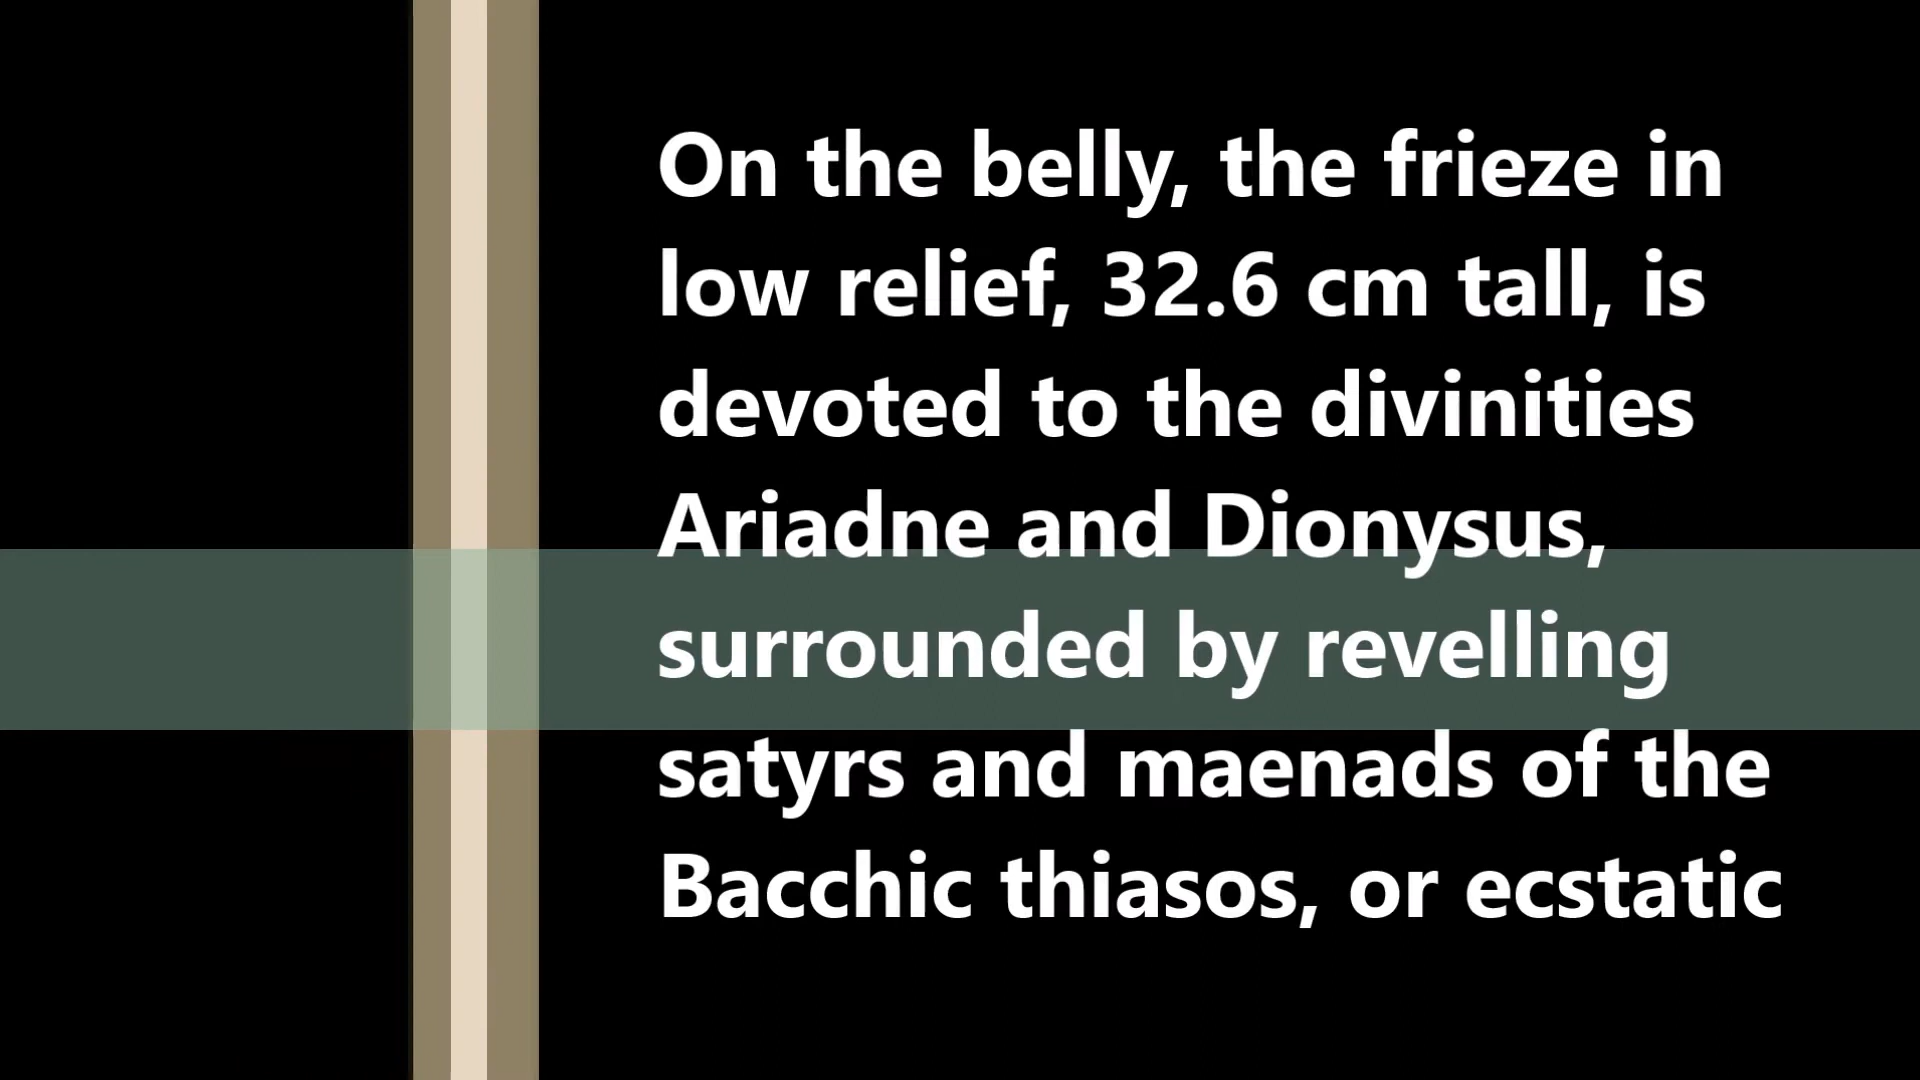 On the belly, the frieze in
low relief, 32.6 cm tall, is
devoted to the divinities
Ariadne and Dionysus,
surrounded by revelling
satyrs and maenads of the
Bacchic thiasos, or ecstatic